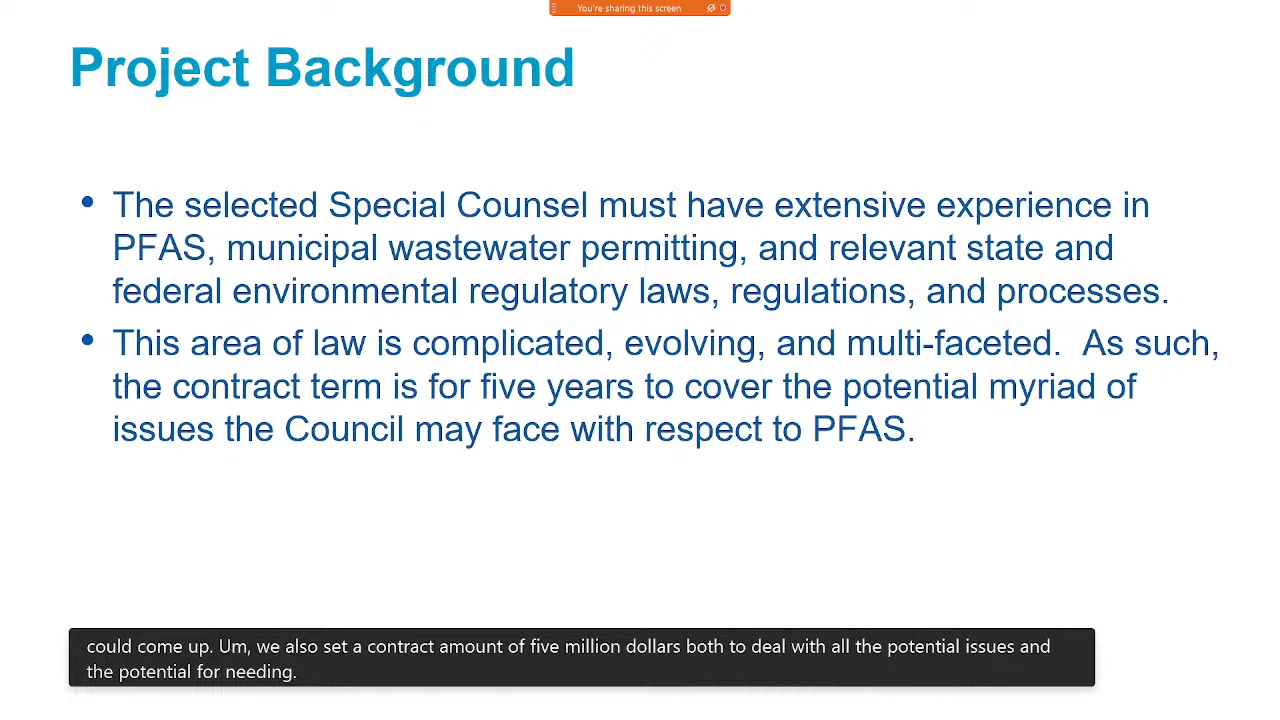 You're sharing this screen
Project Background
• The selected Special Counsel must have extensive experience in
PFAS, municipal wastewater permitting, and relevant state and
federal environmental regulatory laws, regulations, and processes.
• This area of law is complicated, evolving, and multi-faceted.  As such,
the contract term is for five years to cover the potential myriad of
issues the Council may face with respect to PFAS.
could come up. Um, we also set a contract amount of five million dollars both to deal with all the potential issues and
the potential for needing.